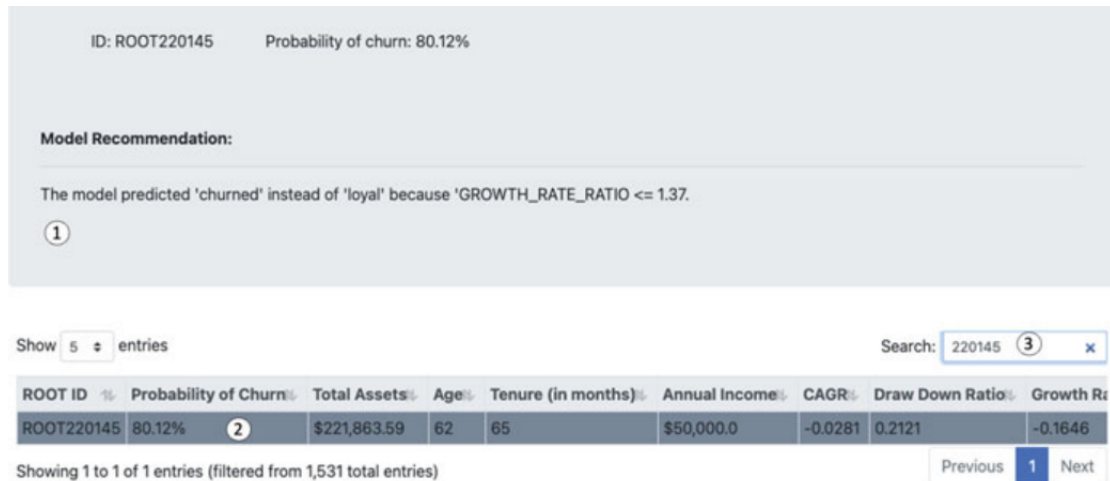 ID: ROOT220145 Probability of churn: 80.12%
Model Recommendation:
The model predicted 'churned' instead of 'loyal' because 'GROWTH_RATE_RATIO <= 1.37.
1
Show 5 entries Search: 220145 3 ×
ROOT ID Probability of Churn Total Assets Age Tenure (in months) Annual Income CAGR Draw Down Ratio Growth Ra
ROOT220145 80.12% 2 $221,863.59 62 65 $50,000.0 -0.0281 0.2121 -0.1646
Showing 1 to 1 of 1 entries (filtered from 1,531 total entries) Previous 1 Next